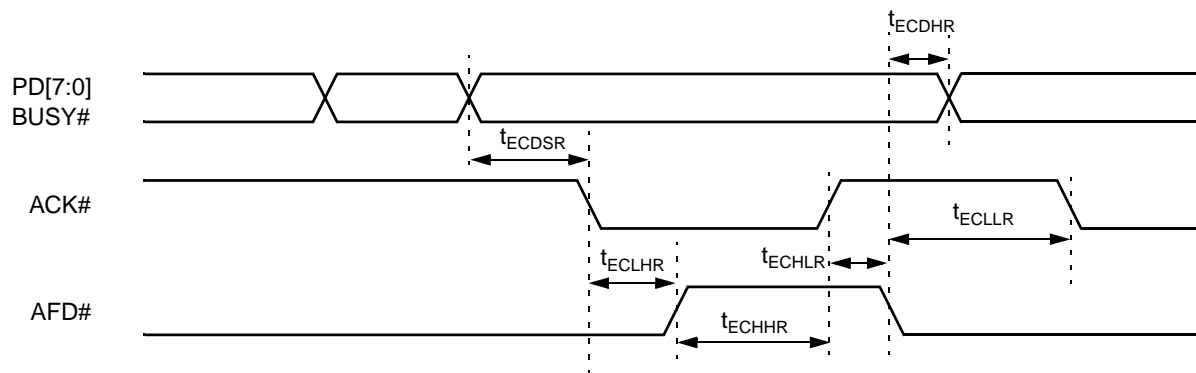 tECDHR
PD[7:0]
BUSY#
tECDSR
ACK#
tECLLR
tECLHR
tECHLR
AFD#
tECHHR